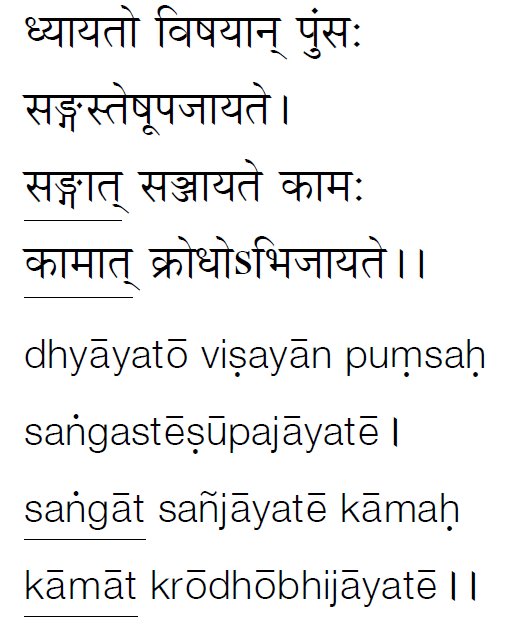 ध्यायतो विषयान् पुंसः
सङ्गस्तेषूपजायते।
सङ्गात् सञ्जायते कामः
कामात् क्रोधोऽभिजायते।।
dhyāyatō viṣayān puṃsaḥ
saṅgastēṣūpajāyatē।
saṅgāt sañjāyatē kāmaḥ
kāmāt krōdhōbhijāyatē।।